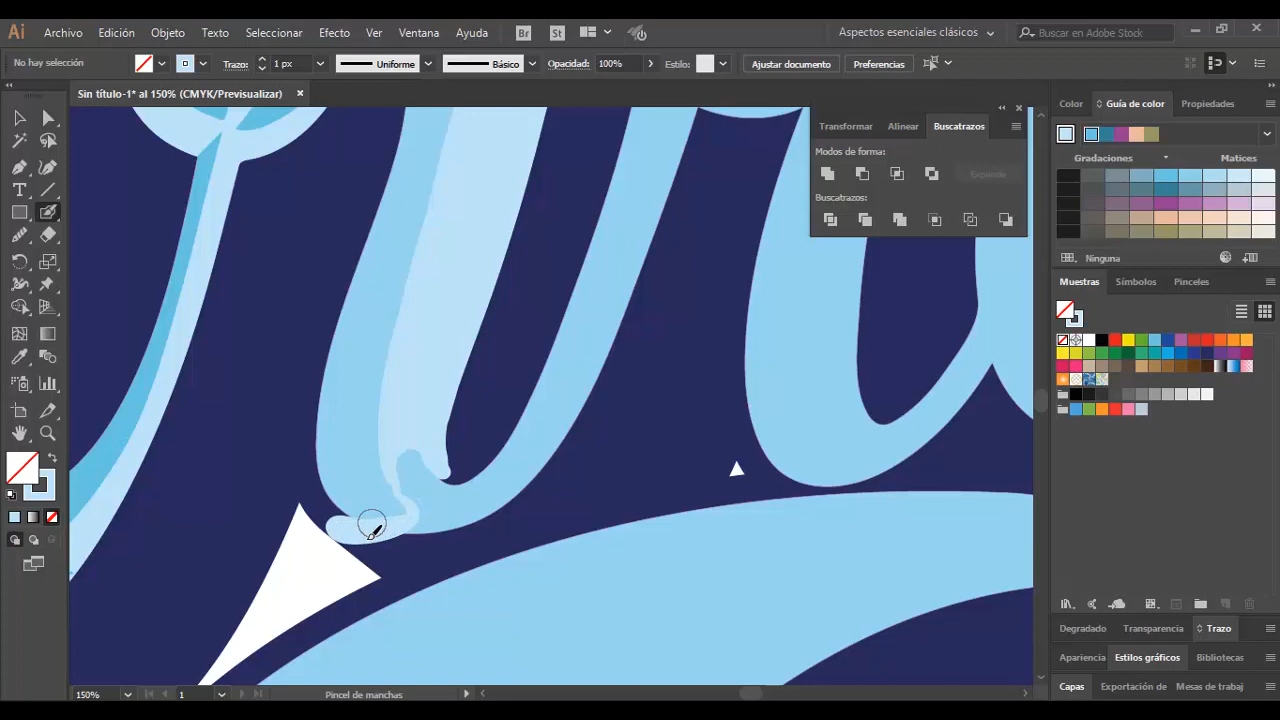 Ai Archivo Edición Objeto Texto Seleccionar Efecto Ver Ventana Ayuda Br St Aspectos esenciales clásicos Buscar en Adobe Stock
No hay selección Trazo: 1 px Uniforme Básico Opacidad: 100% Estilo: Ajustar documento Preferencias
Sin título-1* al 150% (CMYK/Previsualizar)
Color Guía de color Propiedades
Transformar Alinear Buscatrazos
Modos de forma:
Expandir
Buscatrazos:
Gradaciones Matices
Ninguna
Muestras Símbolos Pinceles
Degradado Transparencia Trazo
Apariencia Estilos gráficos Bibliotecas
Capas Exportación de Mesas de trabaj
150% 1 Pincel de manchas